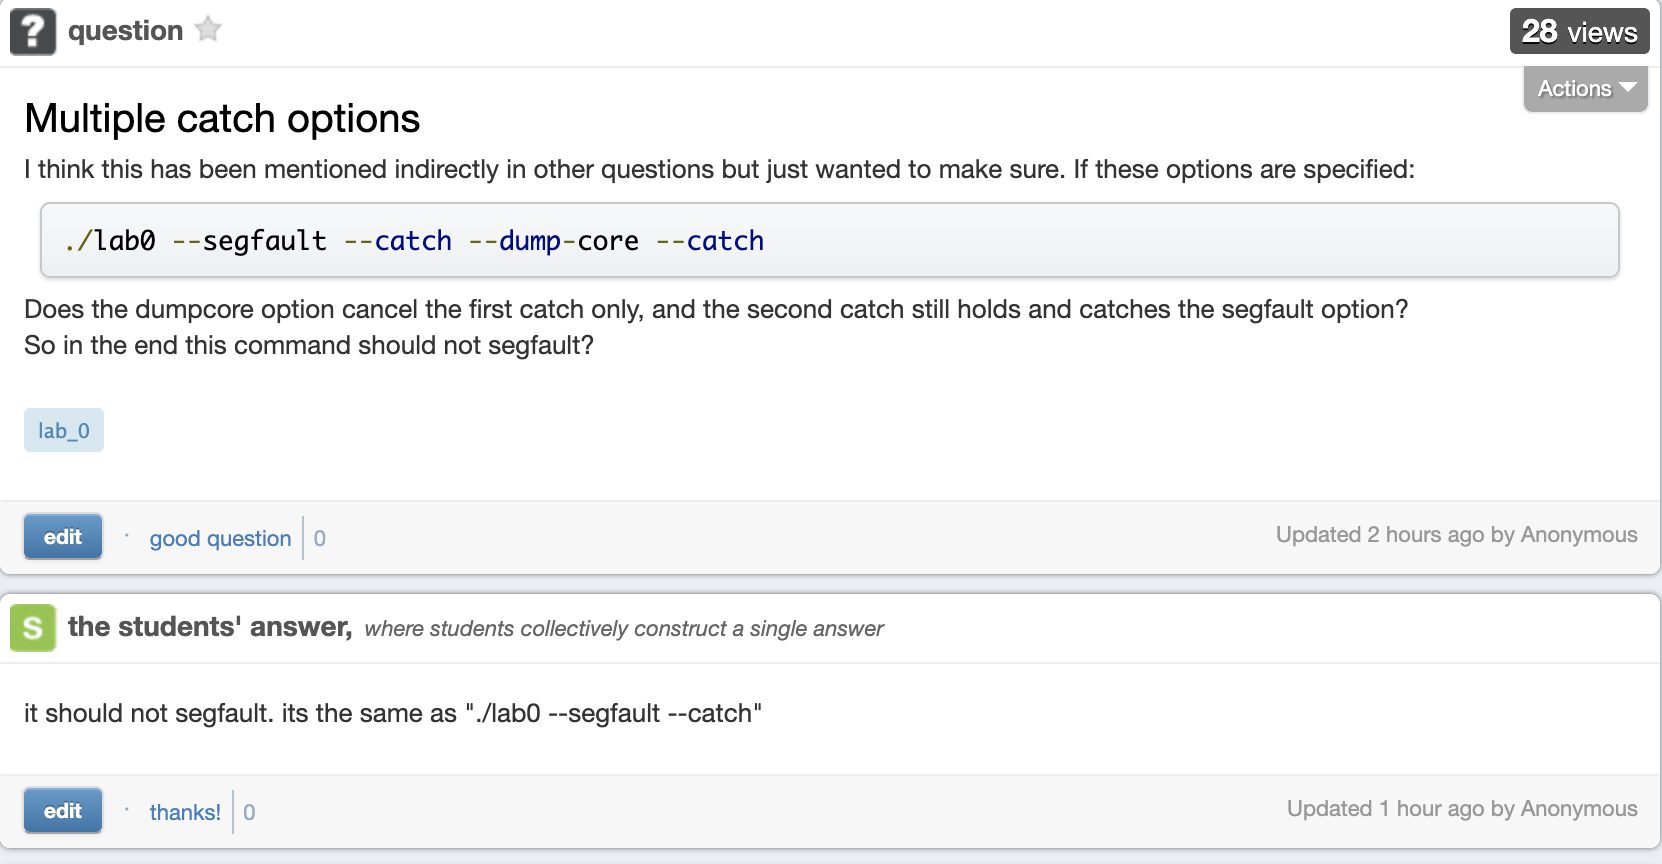 ? question
28 views
Actions
Multiple catch options
I think this has been mentioned indirectly in other questions but just wanted to make sure. If these options are specified:
./lab0 --segfault --catch --dump-core --catch
Does the dumpcore option cancel the first catch only, and the second catch still holds and catches the segfault option?
So in the end this command should not segfault?
lab_0
edit · good question 0
Updated 2 hours ago by Anonymous
S the students' answer, where students collectively construct a single answer
it should not segfault. its the same as "./lab0 --segfault --catch"
edit · thanks! 0
Updated 1 hour ago by Anonymous